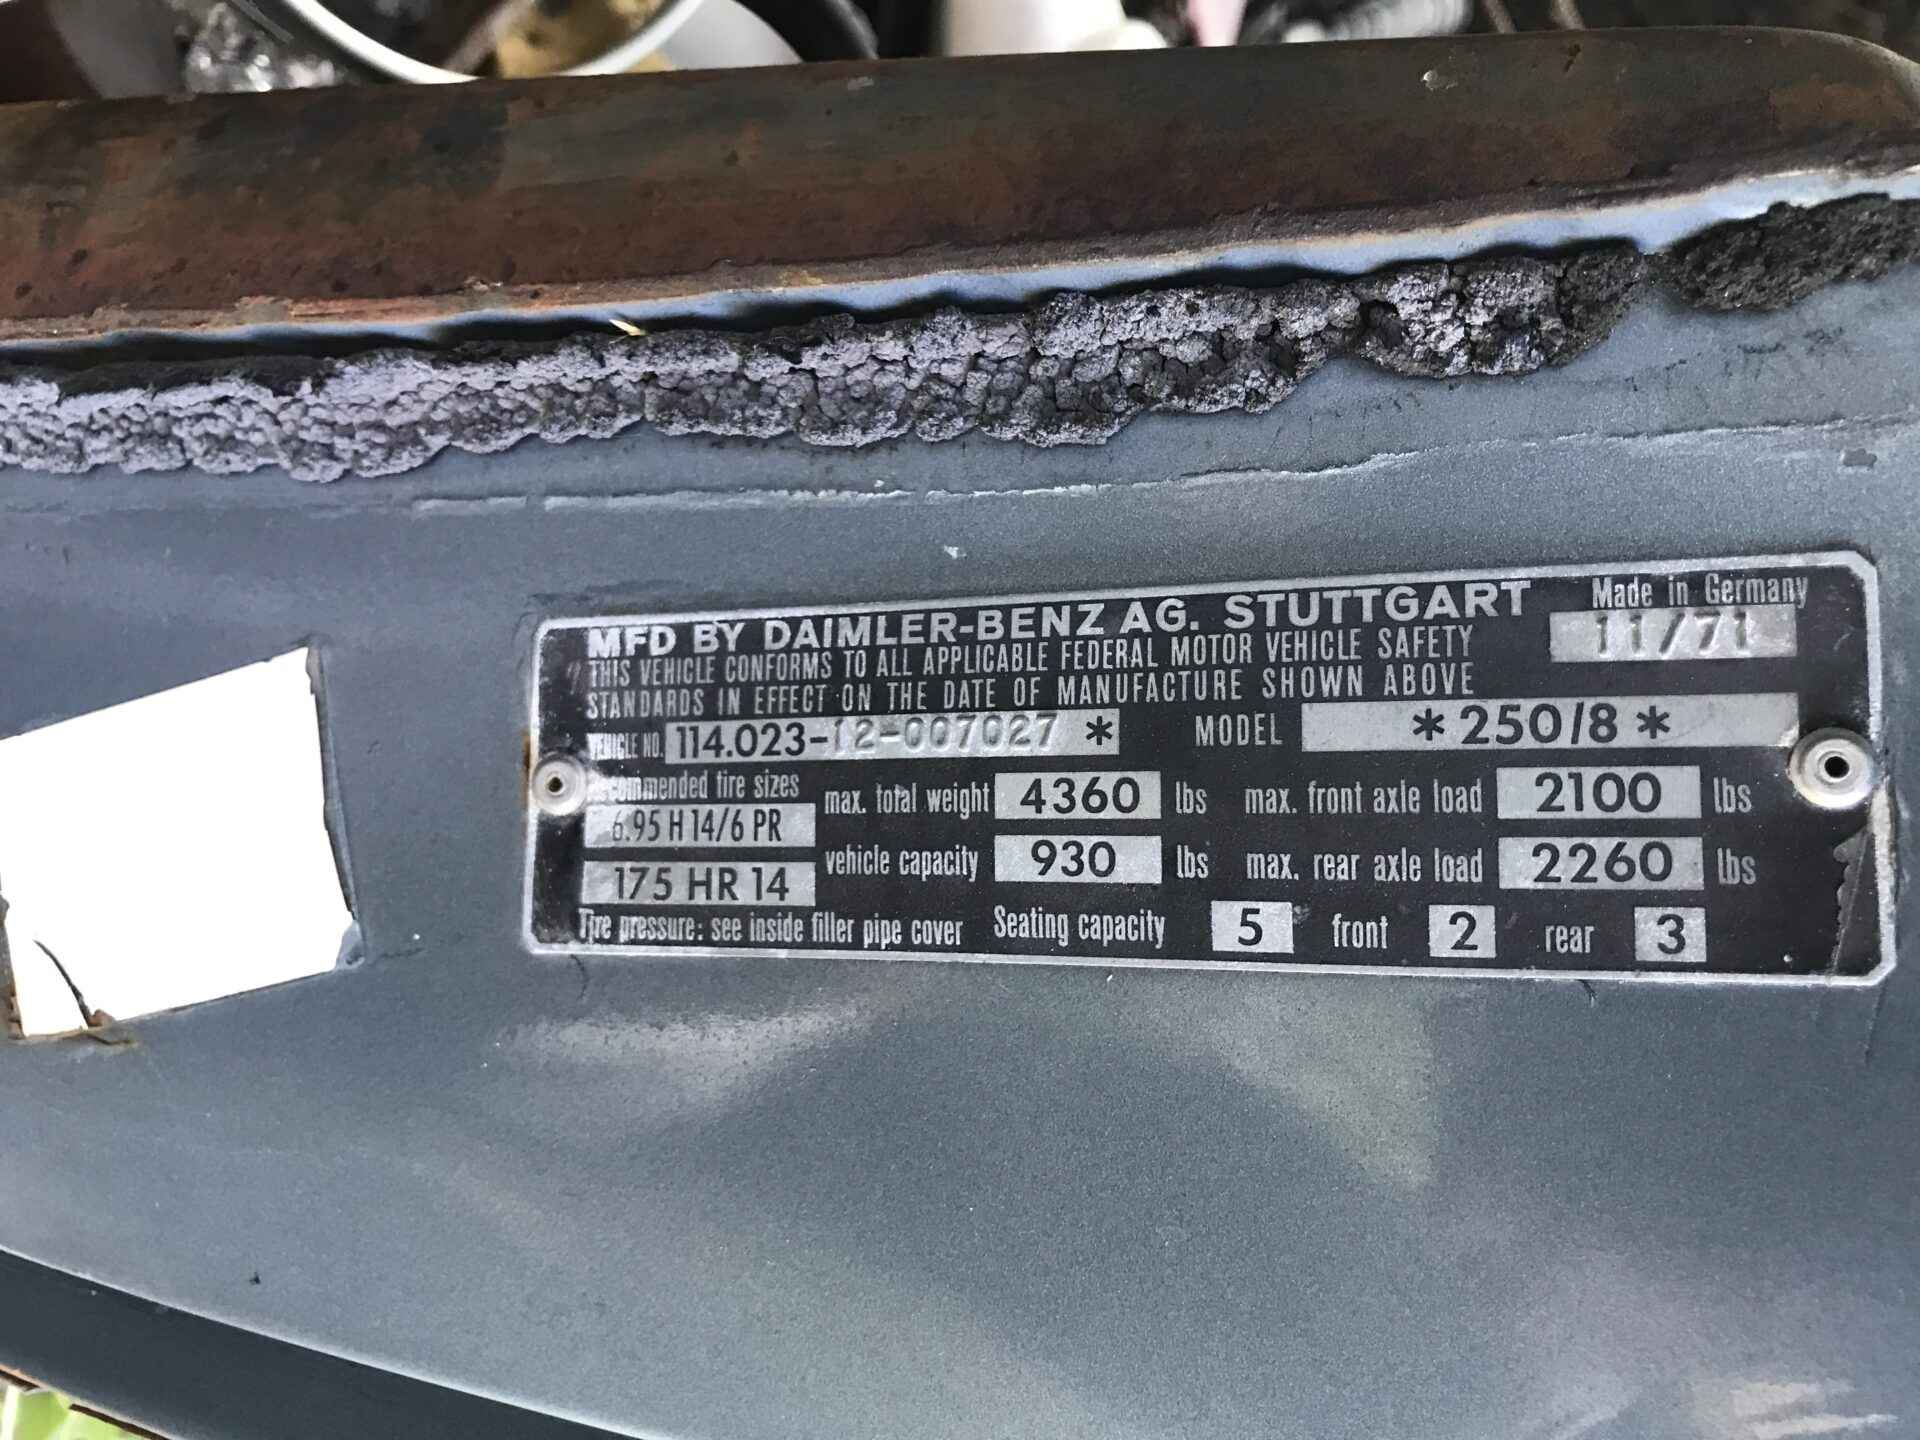 MFD BY DAIMLER-BENZ AG. STUTTGART
Made in Germany
11/71
THIS VEHICLE CONFORMS TO ALL APPLICABLE FEDERAL MOTOR VEHICLE SAFETY
STANDARDS IN EFFECT ON THE DATE OF MANUFACTURE SHOWN ABOVE
VEHICLE NO. 114.023-12-007027 * MODEL *250/8*
recommended tire sizes
6.95 H 14/6 PR
175 HR 14
max. total weight 4360 lbs max. front axle load 2100 lbs
vehicle capacity 930 lbs max. rear axle load 2260 lbs
Tire pressure: see inside filler pipe cover Seating capacity 5 front 2 rear 3